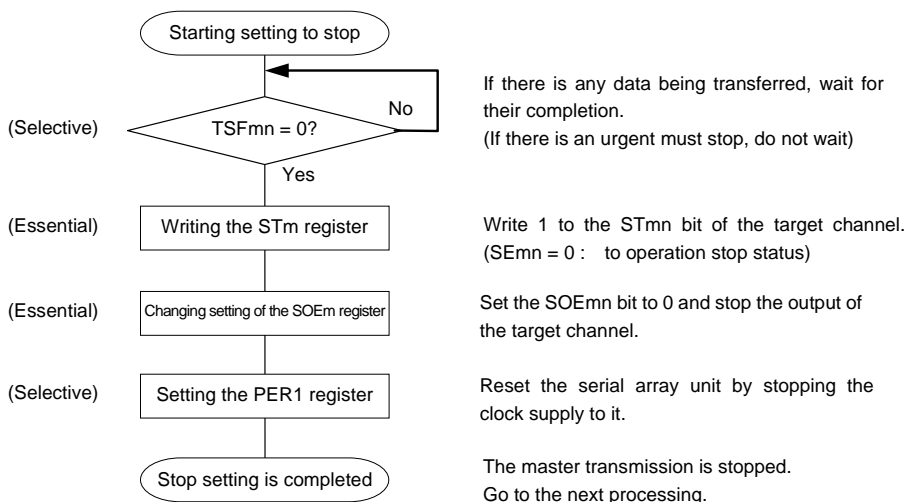 Starting setting to stop
If there is any data being transferred, wait for
their completion.
(If there is an urgent must stop, do not wait)
No
(Selective)
TSFmn = 0?
Yes
(Essential)
Writing the STm register
Write 1 to the STmn bit of the target channel.
(SEmn = 0 : to operation stop status)
(Essential)
Changing setting of the SOEm register
Set the SOEmn bit to 0 and stop the output of
the target channel.
(Selective)
Setting the PER1 register
Reset the serial array unit by stopping the
clock supply to it.
Stop setting is completed
The master transmission is stopped.
Go to the next processing.